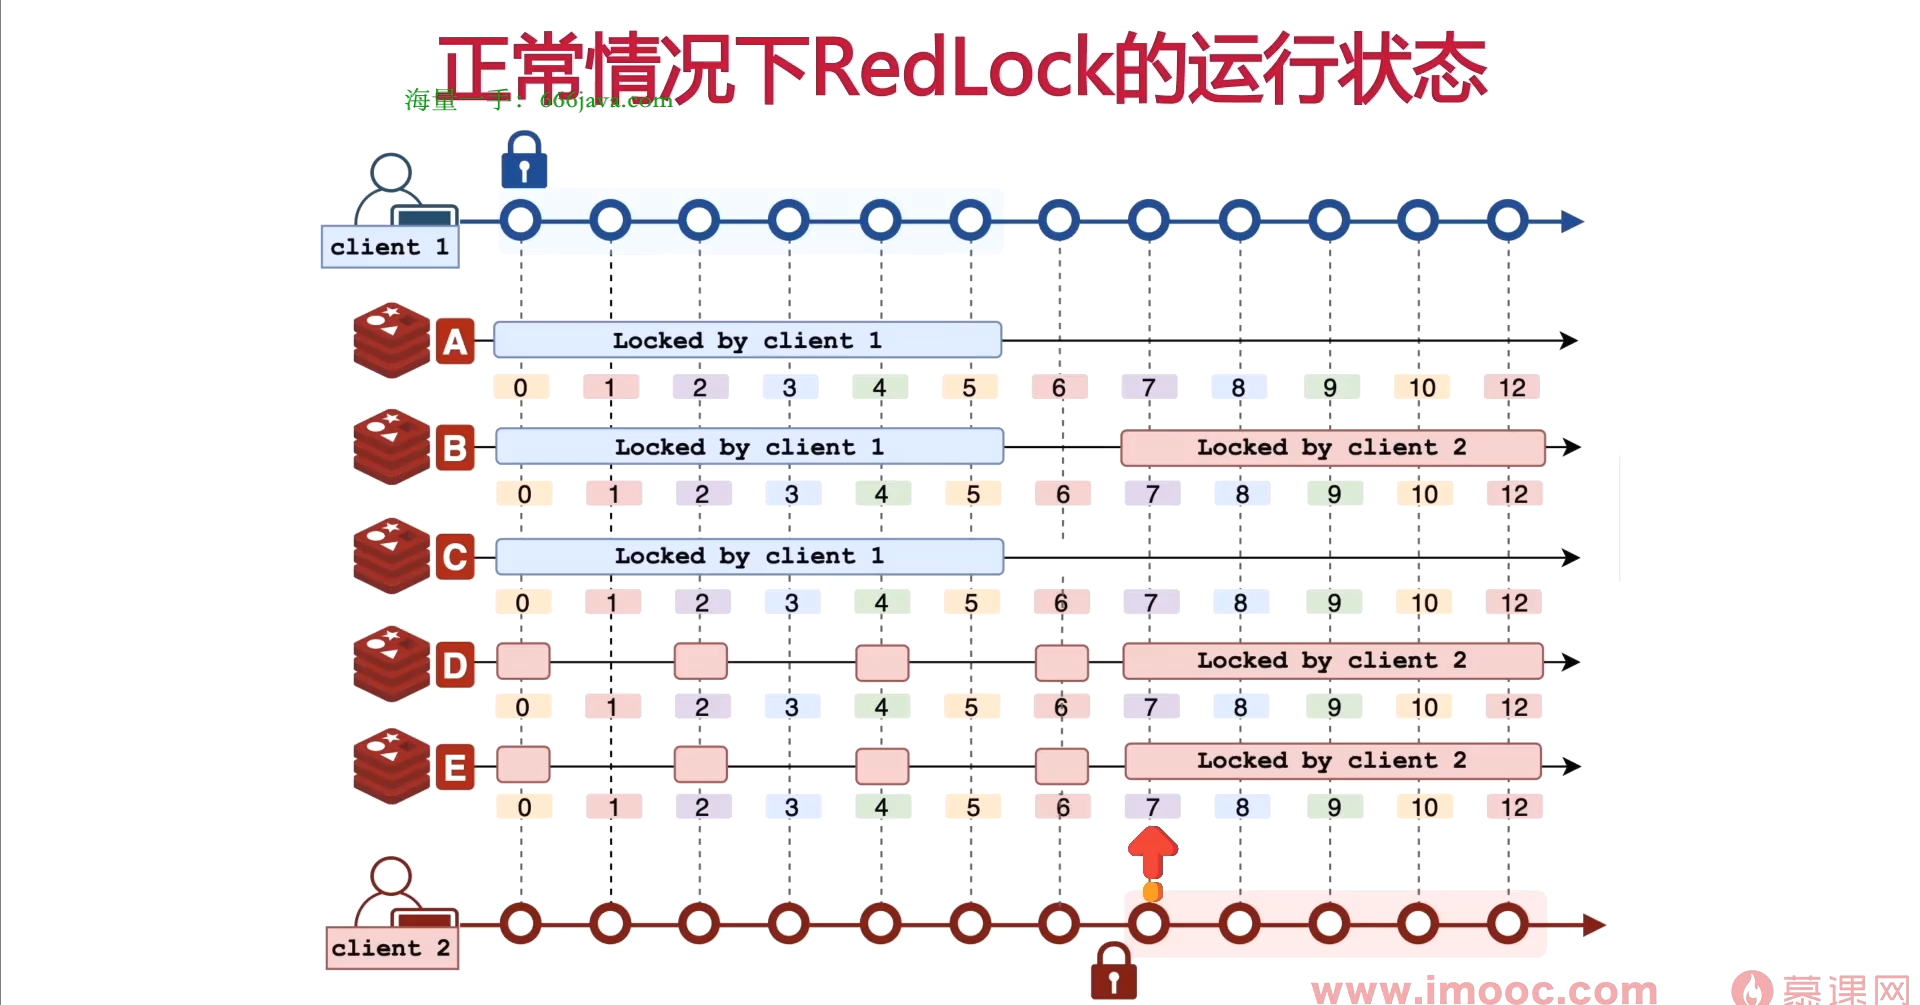 正常情况下RedLock的运行状态
海量一手：666java.com
client 1
A Locked by client 1
0 1 2 3 4 5 6 7 8 9 10 12
B Locked by client 1 Locked by client 2
0 1 2 3 4 5 6 7 8 9 10 12
C Locked by client 1
0 1 2 3 4 5 6 7 8 9 10 12
D Locked by client 2
0 1 2 3 4 5 6 7 8 9 10 12
E Locked by client 2
0 1 2 3 4 5 6 7 8 9 10 12
client 2
www.imooc.com 慕课网